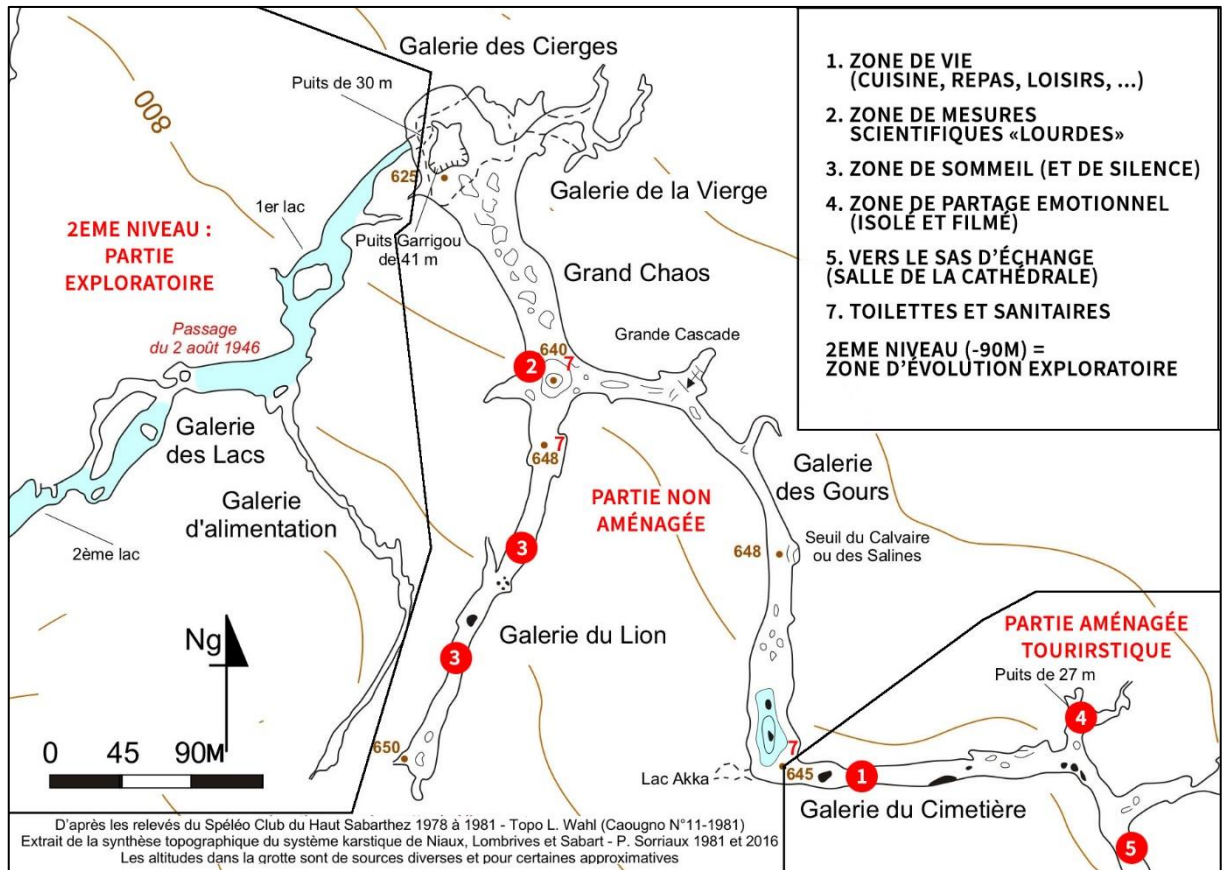 Galerie des Cierges
Puits de 30 m
800
625
Galerie de la Vierge
1er lac
2EME NIVEAU :
PARTIE
EXPLORATOIRE
Puits Garrigou
de 41 m
Grand Chaos
Passage
du 2 août 1946
Grande Cascade
640
7
2
Galerie
des Lacs
7
648
Galerie
des Gours
Galerie
d'alimentation
PARTIE NON
AMÉNAGÉE
2ème lac
3
648
Seuil du Calvaire
ou des Salines
Ng
Galerie du Lion
3
PARTIE AMÉNAGÉE
TOURIRSTIQUE
Puits de 27 m
4
0 45 90M
650
7
Lac Akka
645
1
Galerie du Cimetière
5
1. ZONE DE VIE
(CUISINE, REPAS, LOISIRS, ...)
2. ZONE DE MESURES
SCIENTIFIQUES «LOURDES»
3. ZONE DE SOMMEIL (ET DE SILENCE)
4. ZONE DE PARTAGE EMOTIONNEL
(ISOLÉ ET FILMÉ)
5. VERS LE SAS D'ÉCHANGE
(SALLE DE LA CATHÉDRALE)
7. TOILETTES ET SANITAIRES
2EME NIVEAU (-90M) =
ZONE D'ÉVOLUTION EXPLORATOIRE
D'après les relevés du Spéléo Club du Haut Sabarthez 1978 à 1981 - Topo L. Wahl (Caougno N°11-1981)
Extrait de la synthèse topographique du système karstique de Niaux, Lombrives et Sabart - P. Sorriaux 1981 et 2016
Les altitudes dans la grotte sont de sources diverses et pour certaines approximatives